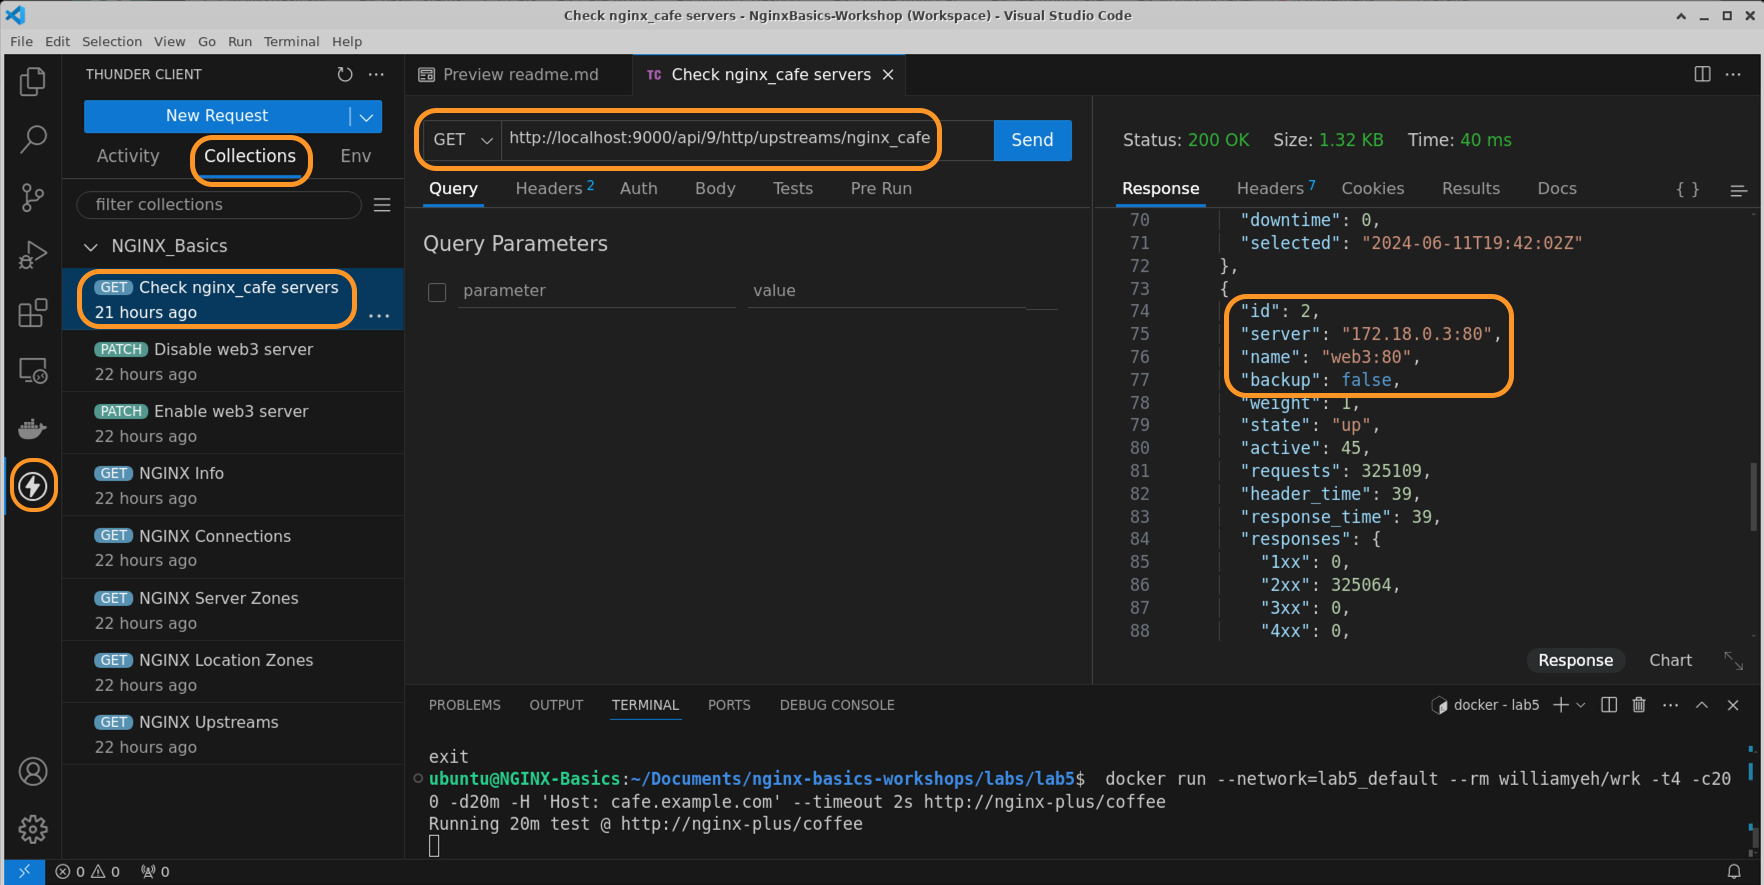 Check nginx_cafe servers - NginxBasics-Workshop (Workspace) - Visual Studio Code
File Edit Selection View Go Run Terminal Help
THUNDER CLIENT
New Request
Activity Collections Env
filter collections
NGINX_Basics
GET Check nginx_cafe servers
21 hours ago
PATCH Disable web3 server
22 hours ago
PATCH Enable web3 server
22 hours ago
GET NGINX Info
22 hours ago
GET NGINX Connections
22 hours ago
GET NGINX Server Zones
22 hours ago
GET NGINX Location Zones
22 hours ago
GET NGINX Upstreams
22 hours ago
Preview readme.md
TC Check nginx_cafe servers
GET http://localhost:9000/api/9/http/upstreams/nginx_cafe Send
Query Headers 2 Auth Body Tests Pre Run
Query Parameters
parameter value
Status: 200 OK Size: 1.32 KB Time: 40 ms
Response Headers 7 Cookies Results Docs { }
70 "downtime": 0,
71 "selected": "2024-06-11T19:42:02Z"
72 },
73 {
74 "id": 2,
75 "server": "172.18.0.3:80",
76 "name": "web3:80",
77 "backup": false,
78 "weight": 1,
79 "state": "up",
80 "active": 45,
81 "requests": 325109,
82 "header_time": 39,
83 "response_time": 39,
84 "responses": {
85 "1xx": 0,
86 "2xx": 325064,
87 "3xx": 0,
88 "4xx": 0,
Response Chart
PROBLEMS OUTPUT TERMINAL PORTS DEBUG CONSOLE
docker - lab5
exit
ubuntu@NGINX-Basics:~/Documents/nginx-basics-workshops/labs/lab5$ docker run --network=lab5_default --rm williamyeh/wrk -t4 -c20
0 -d20m -H 'Host: cafe.example.com' --timeout 2s http://nginx-plus/coffee
Running 20m test @ http://nginx-plus/coffee
0 0 0